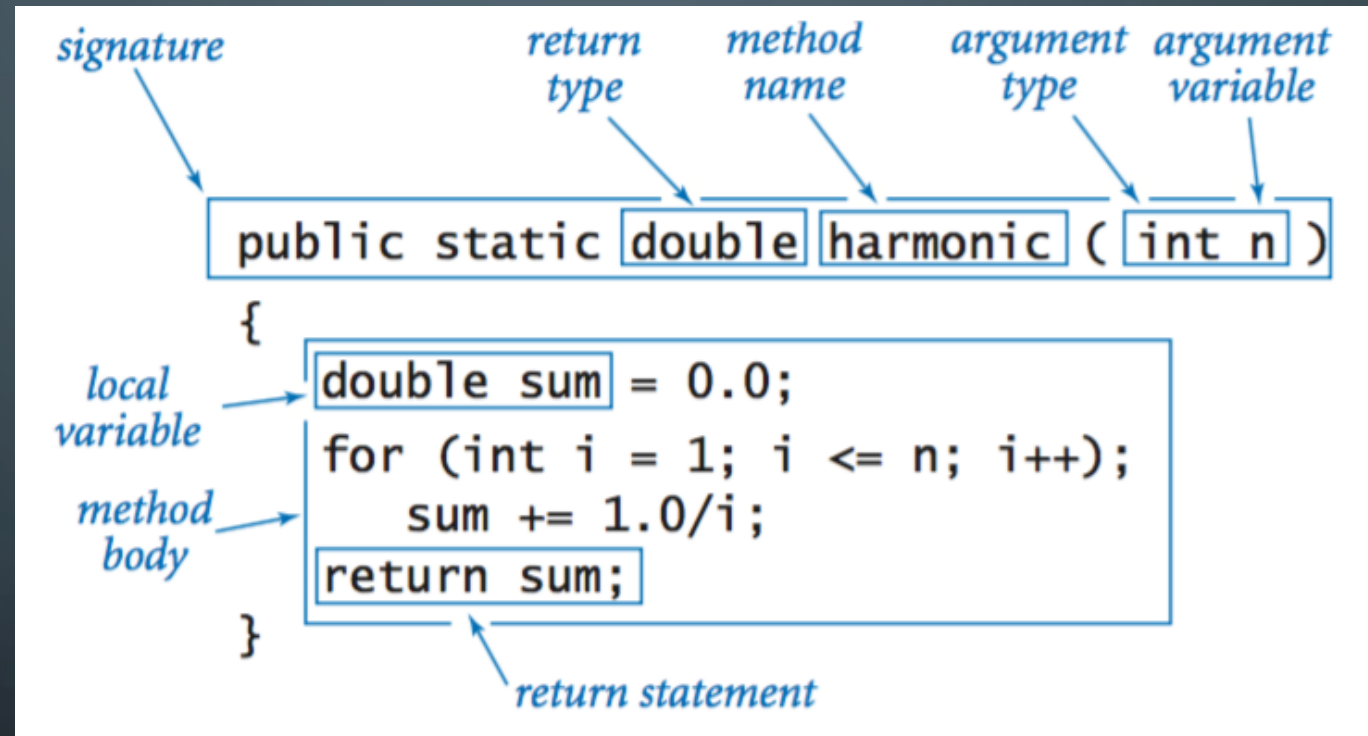 signature
return type
method name
argument type
argument variable
public static double harmonic ( int n )
{
local variable
double sum = 0.0;
for (int i = 1; i <= n; i++);
method body
sum += 1.0/i;
return sum;
}
return statement